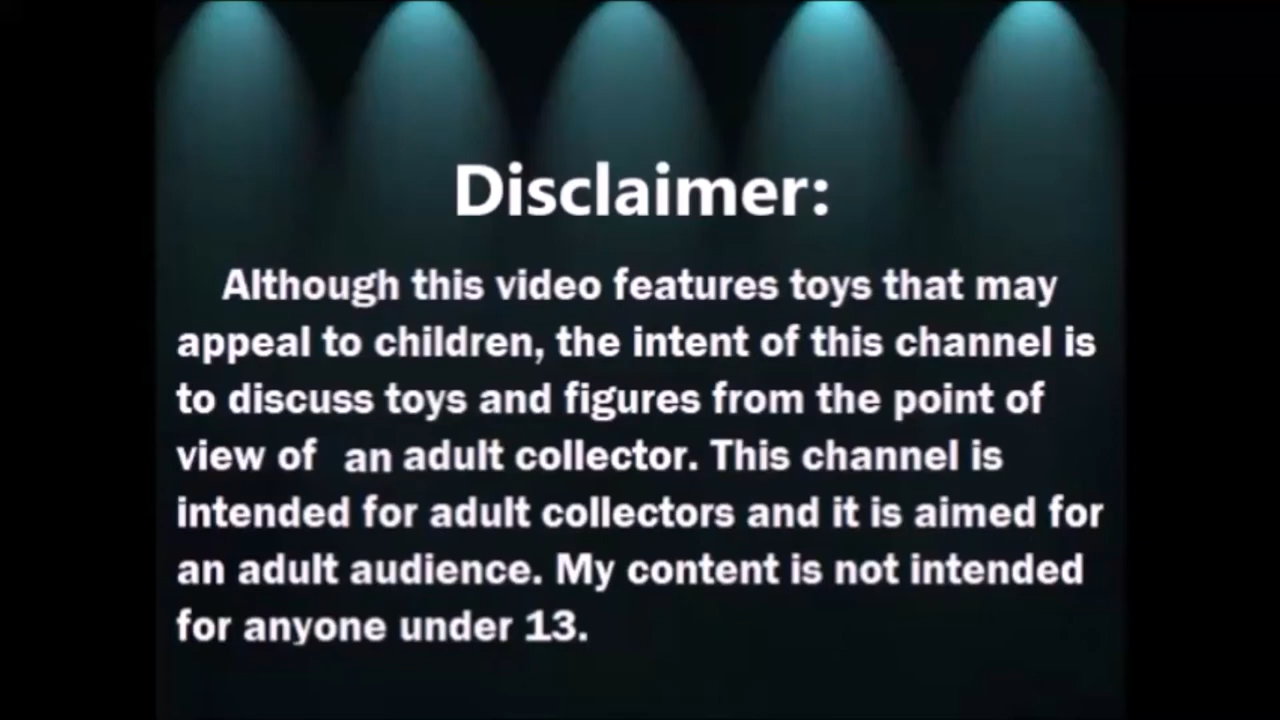 Disclaimer:
Although this video features toys that may
appeal to children, the intent of this channel is
to discuss toys and figures from the point of
view of an adult collector. This channel is
intended for adult collectors and it is aimed for
an adult audience. My content is not intended
for anyone under 13.